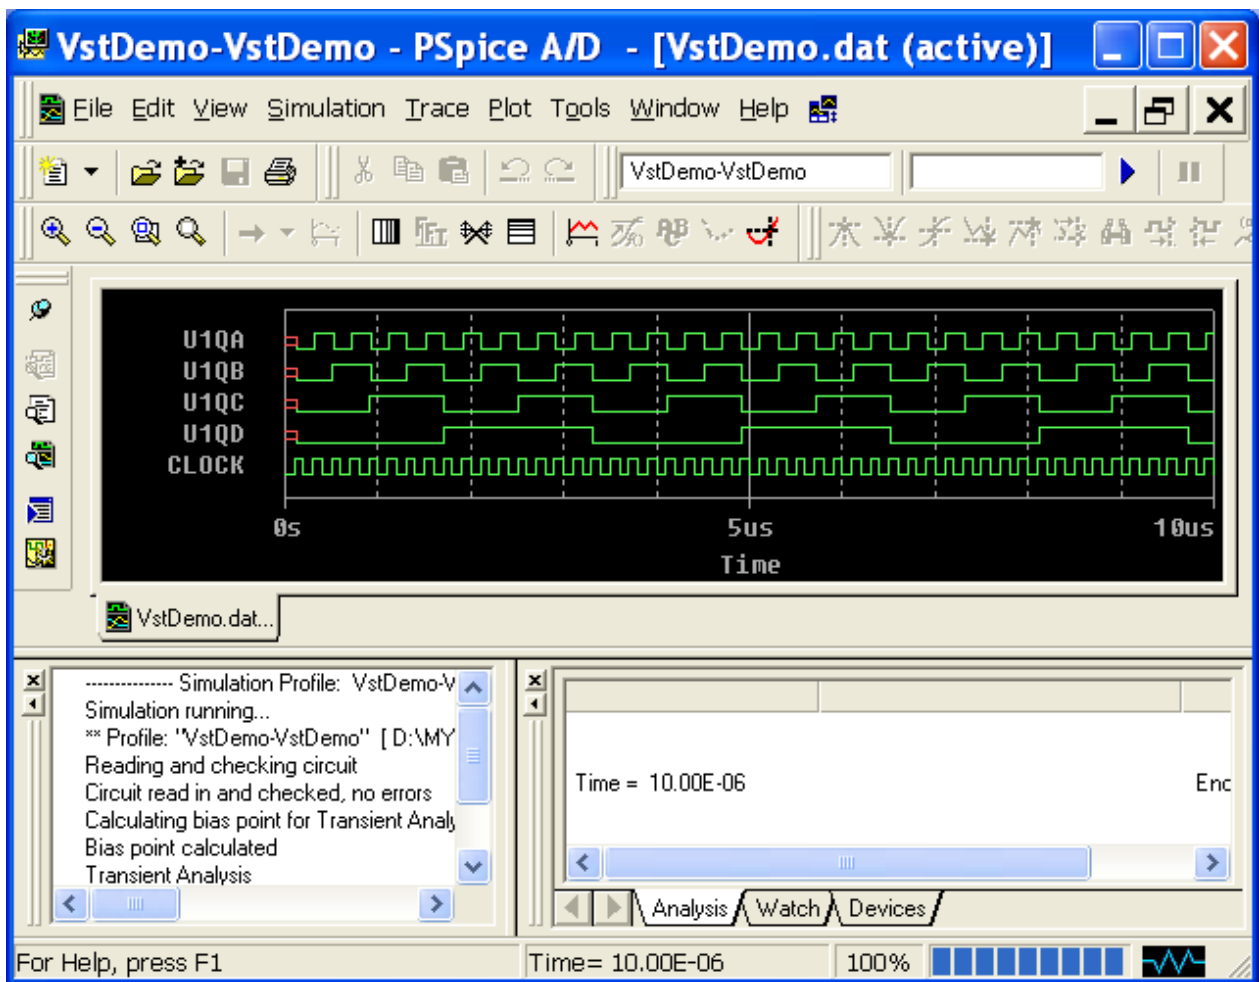 VstDemo-VstDemo - PSpice A/D - [VstDemo.dat (active)]
File Edit View Simulation Trace Plot Tools Window Help
VstDemo-VstDemo
U1QA
U1QB
U1QC
U1QD
CLOCK
0s 5us 10us
Time
VstDemo.dat...
--------------- Simulation Profile: VstDemo-V
Simulation running...
** Profile: "VstDemo-VstDemo" [ D:\MY
Reading and checking circuit
Circuit read in and checked, no errors
Calculating bias point for Transient Analy
Bias point calculated
Transient Analysis
Time = 10.00E-06 Enc
Analysis Watch Devices
For Help, press F1 Time= 10.00E-06 100%